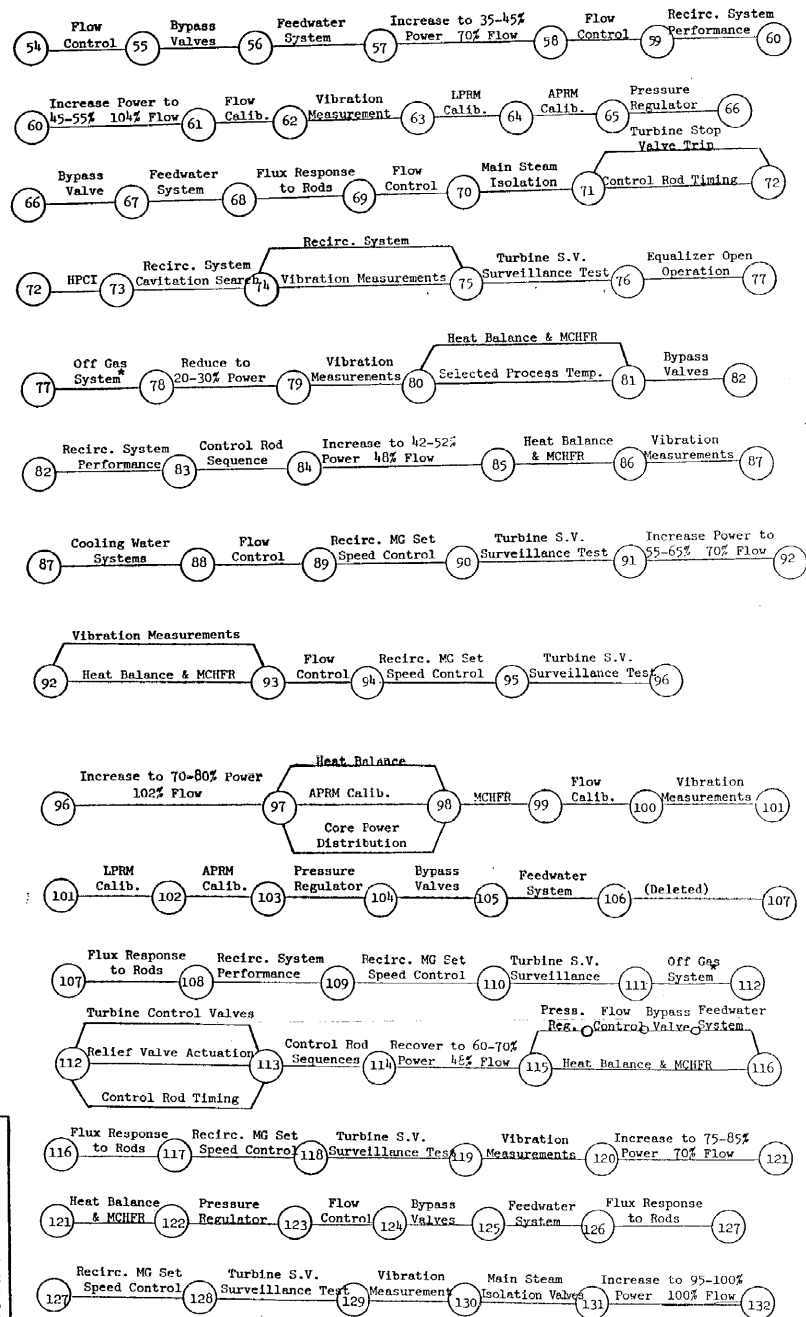 Flow Bypass Feedwater Increase to 35-45% Flow Recirc. System
54 Control 55 Valves 56 System 57 Power 70% Flow 58 Control 59 Performance 60
Increase Power to Flow Vibration LPRM APRM Pressure
60 45-55% 104% Flow 61 Calib. 62 Measurement 63 Calib. 64 Calib. 65 Regulator 66
Turbine Stop
Valve Trip
Bypass Feedwater Flux Response Flow Main Steam
66 Valve 67 System 68 to Rods 69 Control 70 Isolation 71 Control Rod Timing 72
Recirc. System
HPCI Recirc. System Turbine S.V. Equalizer Open
72 73 Cavitation Search 74 Vibration Measurements 75 Surveillance Test 76 Operation 77
Heat Balance & MCHFR
Off Gas Reduce to Vibration Bypass
77 System* 78 20-30% Power 79 Measurements 80 Selected Process Temp. 81 Valves 82
Recirc. System Control Rod Increase to 42-52% Heat Balance Vibration
82 Performance 83 Sequence 84 Power 48% Flow 85 & MCHFR 86 Measurements 87
Cooling Water Flow Recirc. MG Set Turbine S.V. Increase Power to
87 Systems 88 Control 89 Speed Control 90 Surveillance Test 91 55-65% 70% Flow 92
Vibration Measurements
Flow Recirc. MG Set Turbine S.V.
92 Heat Balance & MCHFR 93 Control 94 Speed Control 95 Surveillance Test 96
Heat Balance
Increase to 70-80% Power Flow Vibration
96 102% Flow 97 APRM Calib. 98 MCHFR 99 Calib. 100 Measurements 101
Core Power
Distribution
LPRM APRM Pressure Bypass Feedwater
101 Calib. 102 Calib. 103 Regulator 104 Valves 105 System 106 (Deleted) 107
Flux Response Recirc. System Recirc. MG Set Turbine S.V. Off Gas
107 to Rods 108 Performance 109 Speed Control 110 Surveillance 111 System* 112
Turbine Control Valves Press. Flow Bypass Feedwater
Reg. Control Valve System
Control Rod Recover to 60-70%
112 Relief Valve Actuation 113 Sequences 114 Power 48% Flow 115 Heat Balance & MCHFR 116
Control Rod Timing
Flux Response Recirc. MG Set Turbine S.V. Vibration Increase to 75-85%
116 to Rods 117 Speed Control 118 Surveillance Test 119 Measurements 120 Power 70% Flow 121
Heat Balance Pressure Flow Bypass Feedwater Flux Response
121 & MCHFR 122 Regulator 123 Control 124 Valves 125 System 126 to Rods 127
Recirc. MG Set Turbine S.V. Vibration Main Steam Increase to 95-100%
127 Speed Control 128 Surveillance Test 129 Measurement 130 Isolation Valves 131 Power 100% Flow 132